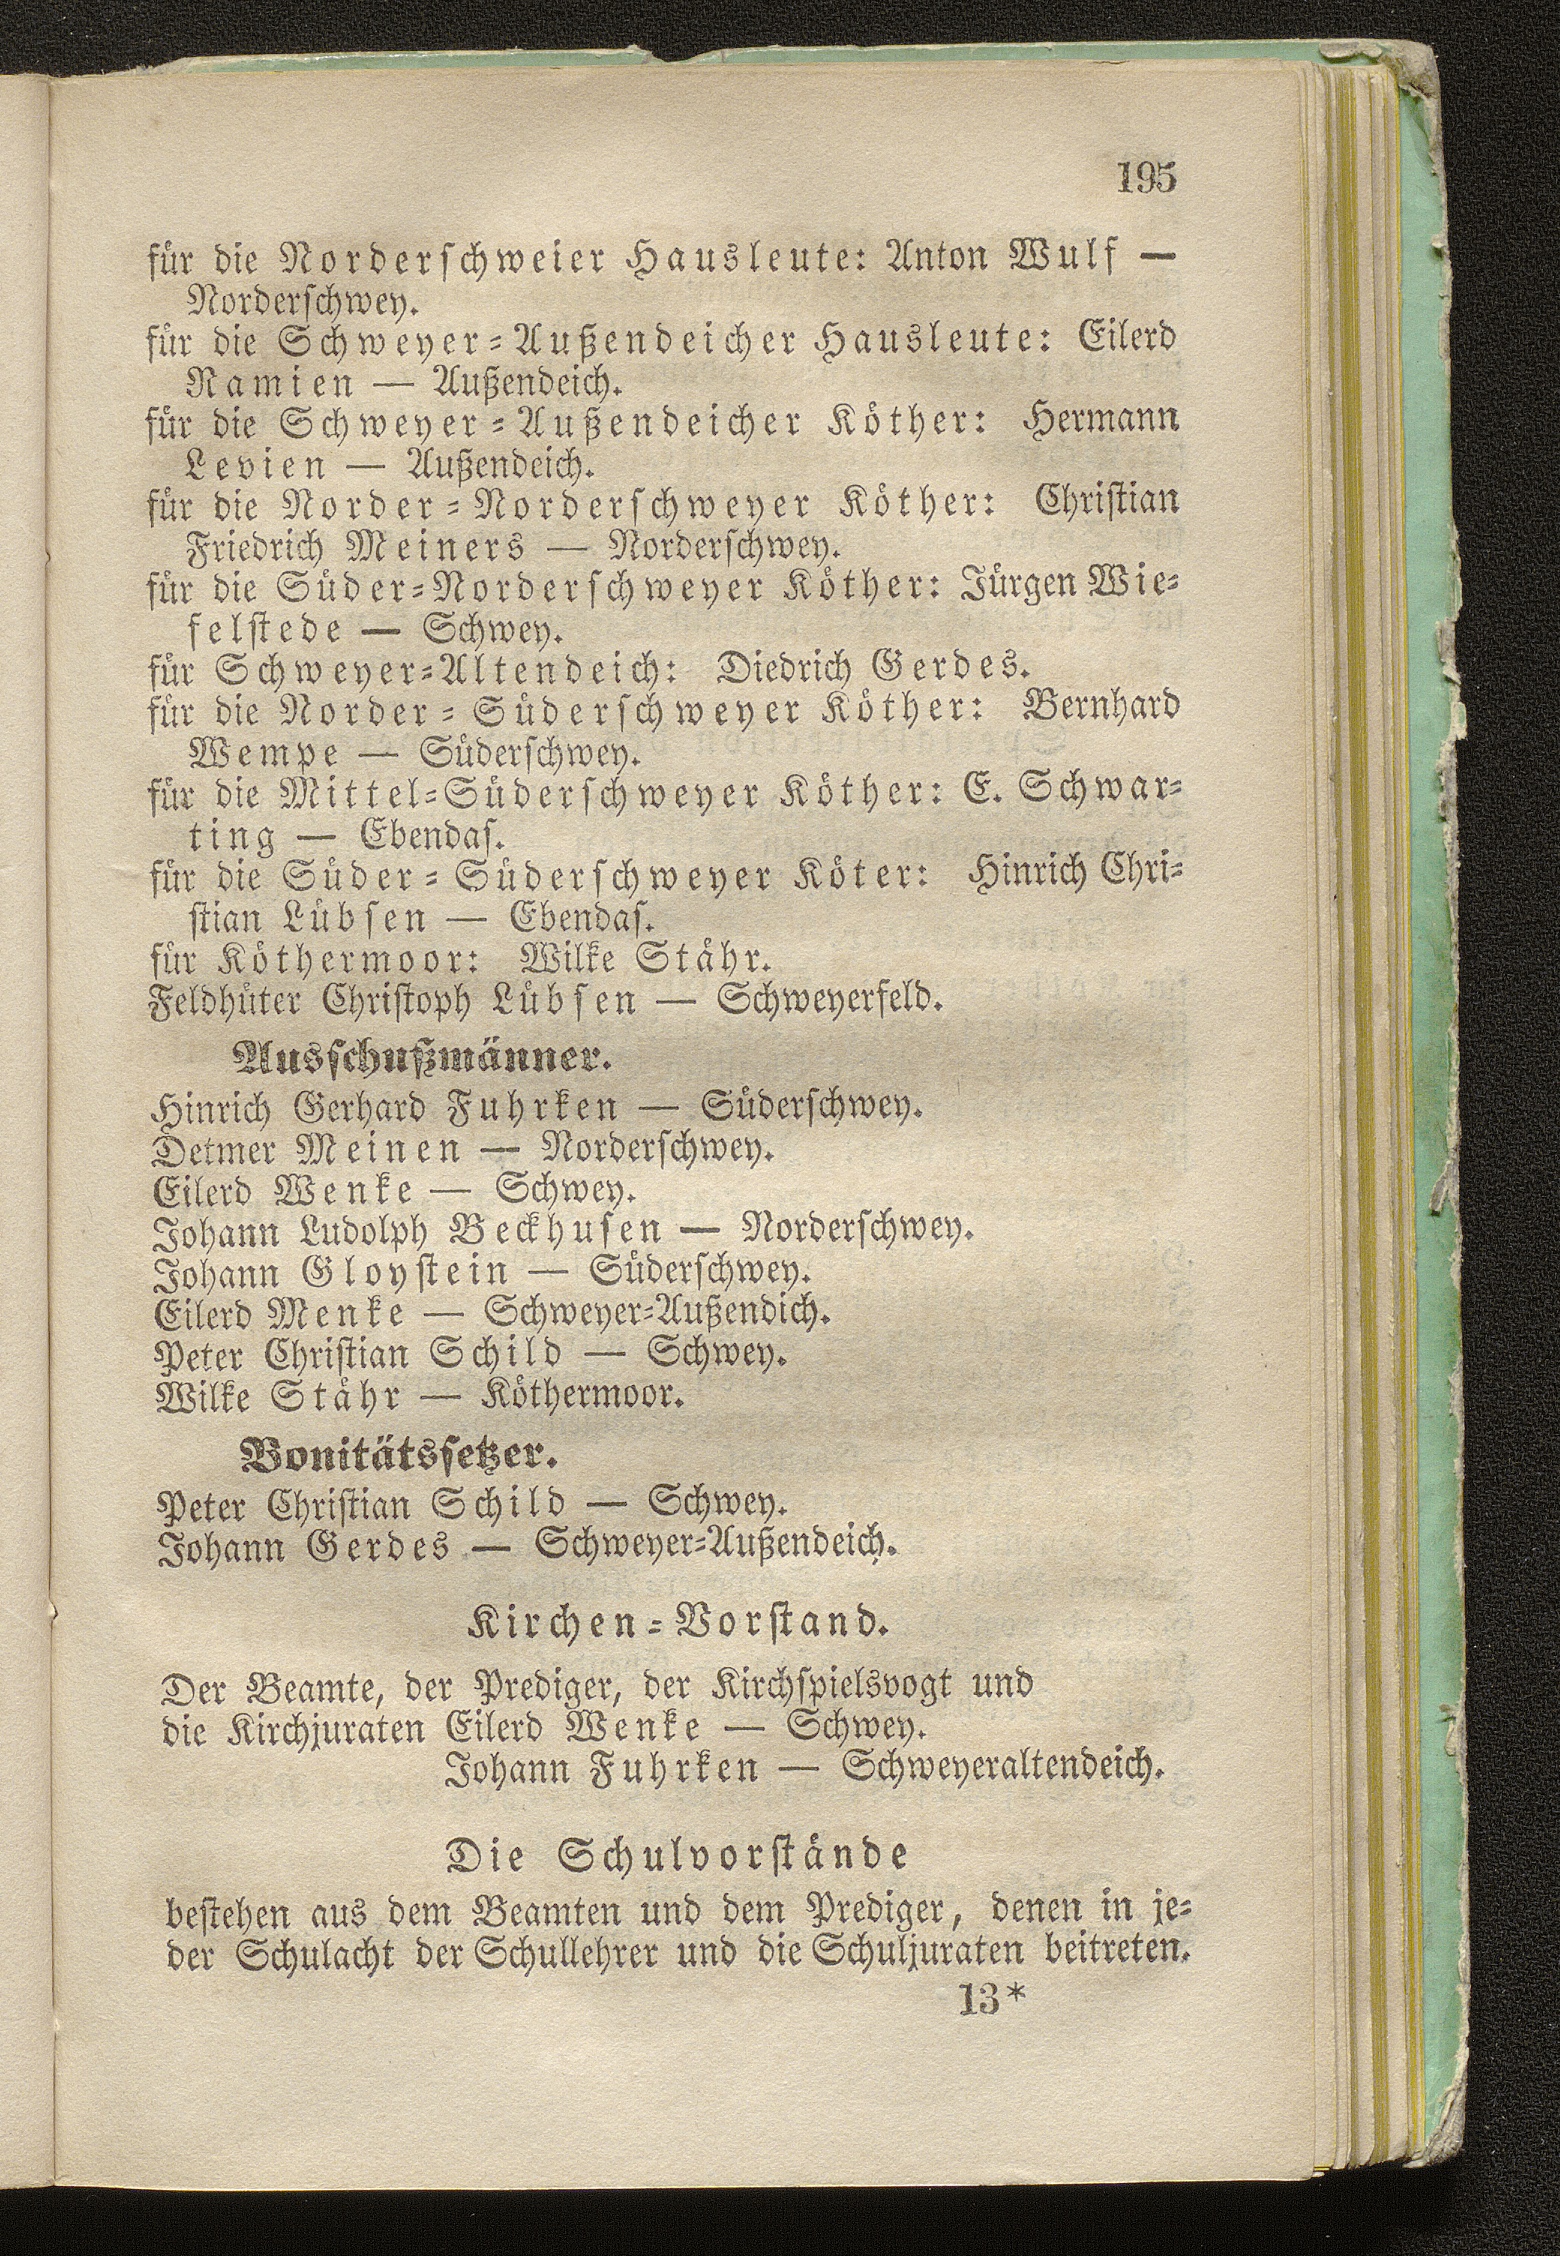 195
für die Norderschweier Hausleute: Anton Wulf —
Norderschwey.
für die Schweyer=Außendeicher Hausleute: Eilerd
Ramien — Außendeich.
für die Schweyer=Außendeicher Köther: Hermann
Levien — Außendeich.
für die Norder=Norderschweyer Köther: Christian
Friedrich Meiners — Norderschwey.
für die Süder=Norderschweyer Köther: Jürgen Wie=
felstede — Schwey.
für Schweyer=Altendeich: Diedrich Gerdes.
für die Norder=Süderschweyer Köther: Bernhard
Wempe — Süderschwey.
für die Mittel=Süderschweyer Köther: E. Schwar=
ting — Ebendas.
für die Süder=Süderschweyer Köter: Hinrich Chri=
stian Lübsen — Ebendas.
für Köthermoor: Wilke Stähr.
Feldhüter Christoph Lübsen — Schweyerfeld.
Ausschußmänner.
Hinrich Gerhard Fuhrken — Süderschwey.
Detmer Meinen — Norderschwey.
Eilerd Wenke — Schwey.
Johann Ludolph Beckhusen — Norderschwey.
Johann Gloystein — Süderschwey.
Eilerd Menke — Schweyer=Außendich.
Peter Christian Schild — Schwey.
Wilke Stähr — Köthermoor.
Bonitätssetzer.
Peter Christian Schild — Schwey.
Johann Gerdes — Schweyer=Außendeich.
Kirchen=Vorstand.
Der Beamte, der Prediger, der Kirchspielsvogt und
die Kirchjuraten Eilerd Wenke — Schwey.
Johann Fuhrken — Schweyeraltendeich.
Die Schulvorstände
bestehen aus dem Beamten und dem Prediger, denen in je=
der Schulacht der Schullehrer und die Schuljuraten beitreten.
13*